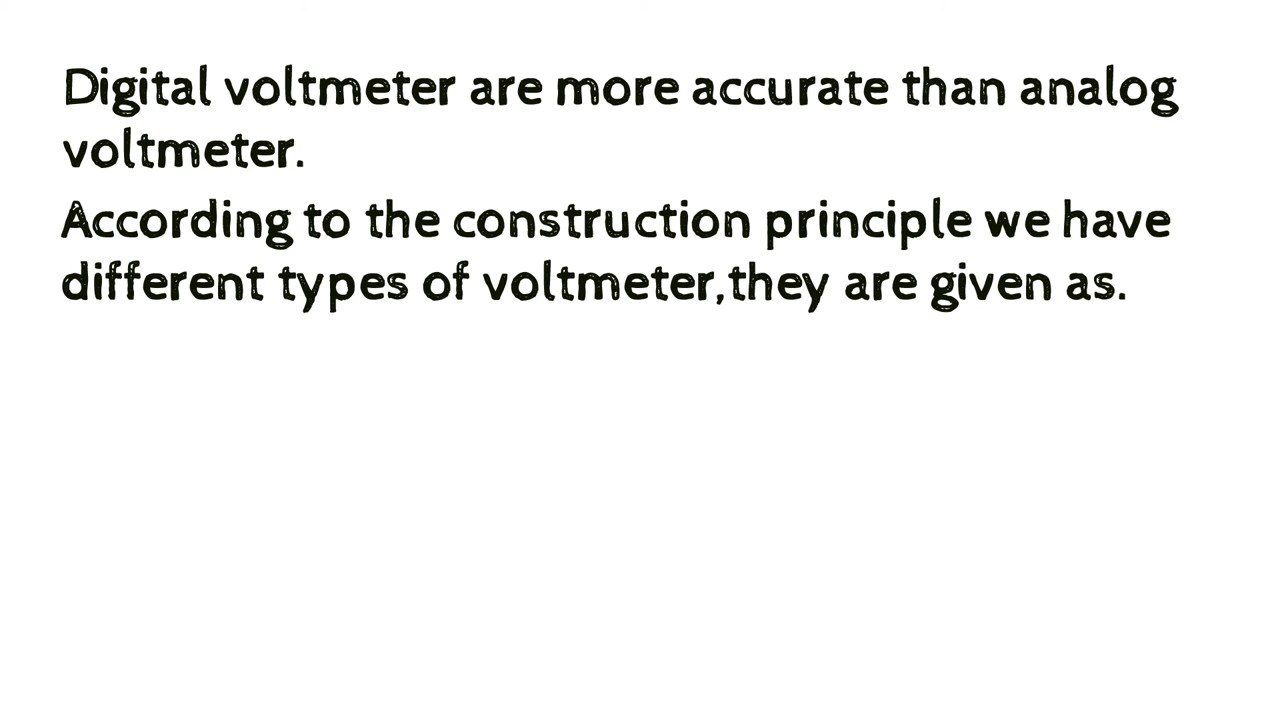 Digital voltmeter are more accurate than analog
voltmeter.
According to the construction principle we have
different types of voltmeter,they are given as.